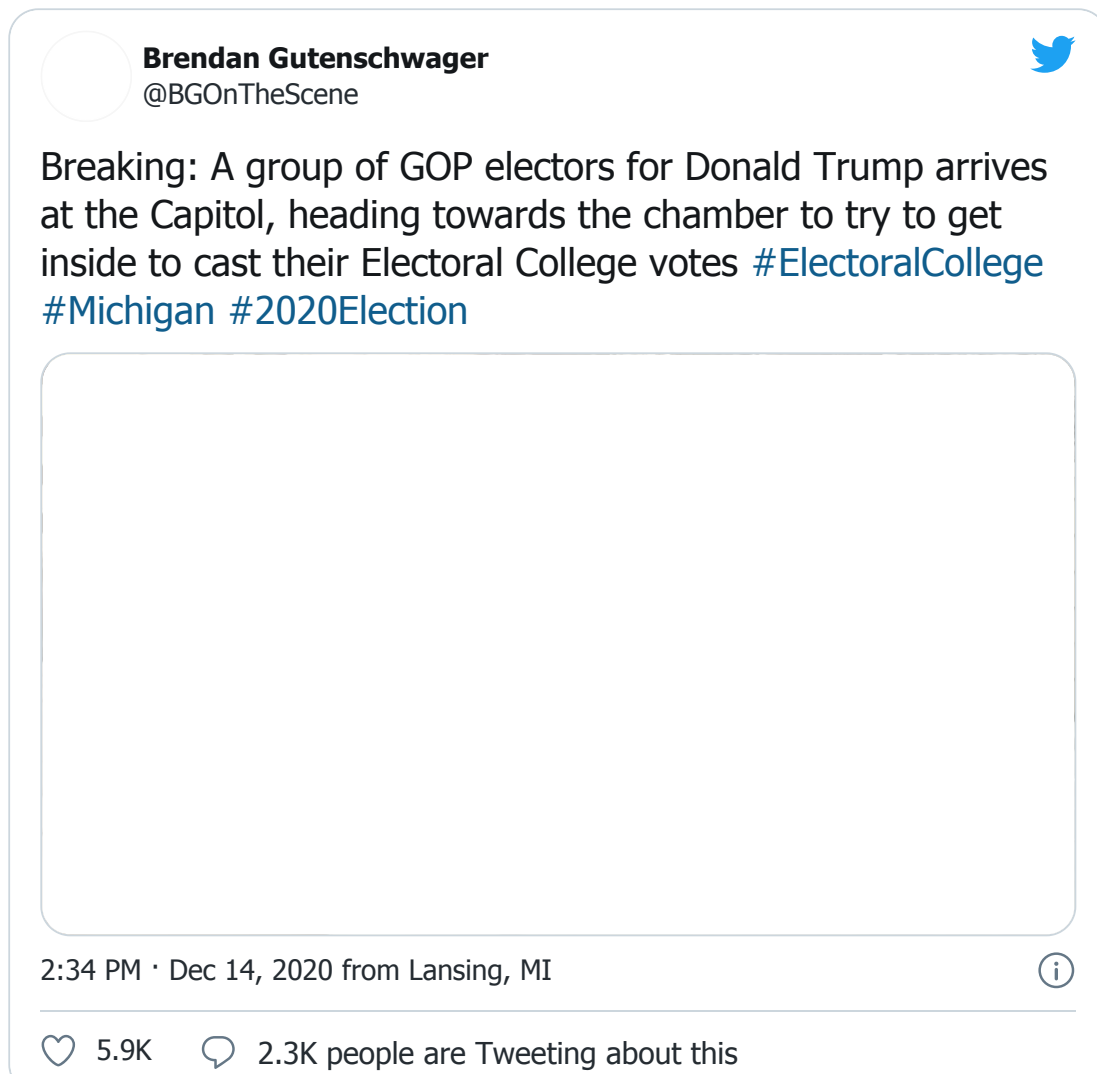 Brendan Gutenschwager
@BGOnTheScene
Breaking: A group of GOP electors for Donald Trump arrives
at the Capitol, heading towards the chamber to try to get
inside to cast their Electoral College votes #ElectoralCollege
#Michigan #2020Election
2:34 PM · Dec 14, 2020 from Lansing, MI
5.9K 2.3K people are Tweeting about this